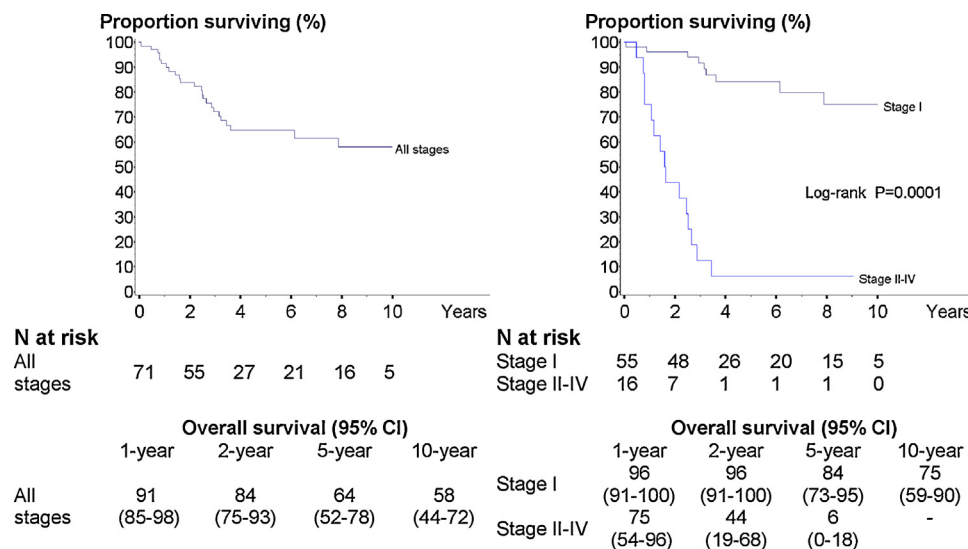 Proportion surviving (%)
100
90
80
70
60
50
40
30
20
10
0
All stages
0 2 4 6 8 10 Years
N at risk
All stages 71 55 27 21 16 5
Overall survival (95% CI)
1-year 2-year 5-year 10-year
All stages 91 84 64 58
(85-98) (75-93) (52-78) (44-72)
Proportion surviving (%)
100
90
80
70
60
50
40
30
20
10
0
Stage I
Log-rank P=0.0001
Stage II-IV
0 2 4 6 8 10 Years
N at risk
Stage I 55 48 26 20 15 5
Stage II-IV 16 7 1 1 1 0
Overall survival (95% CI)
1-year 2-year 5-year 10-year
Stage I 96 96 84 75
(91-100) (91-100) (73-95) (59-90)
Stage II-IV 75 44 6 -
(54-96) (19-68) (0-18)